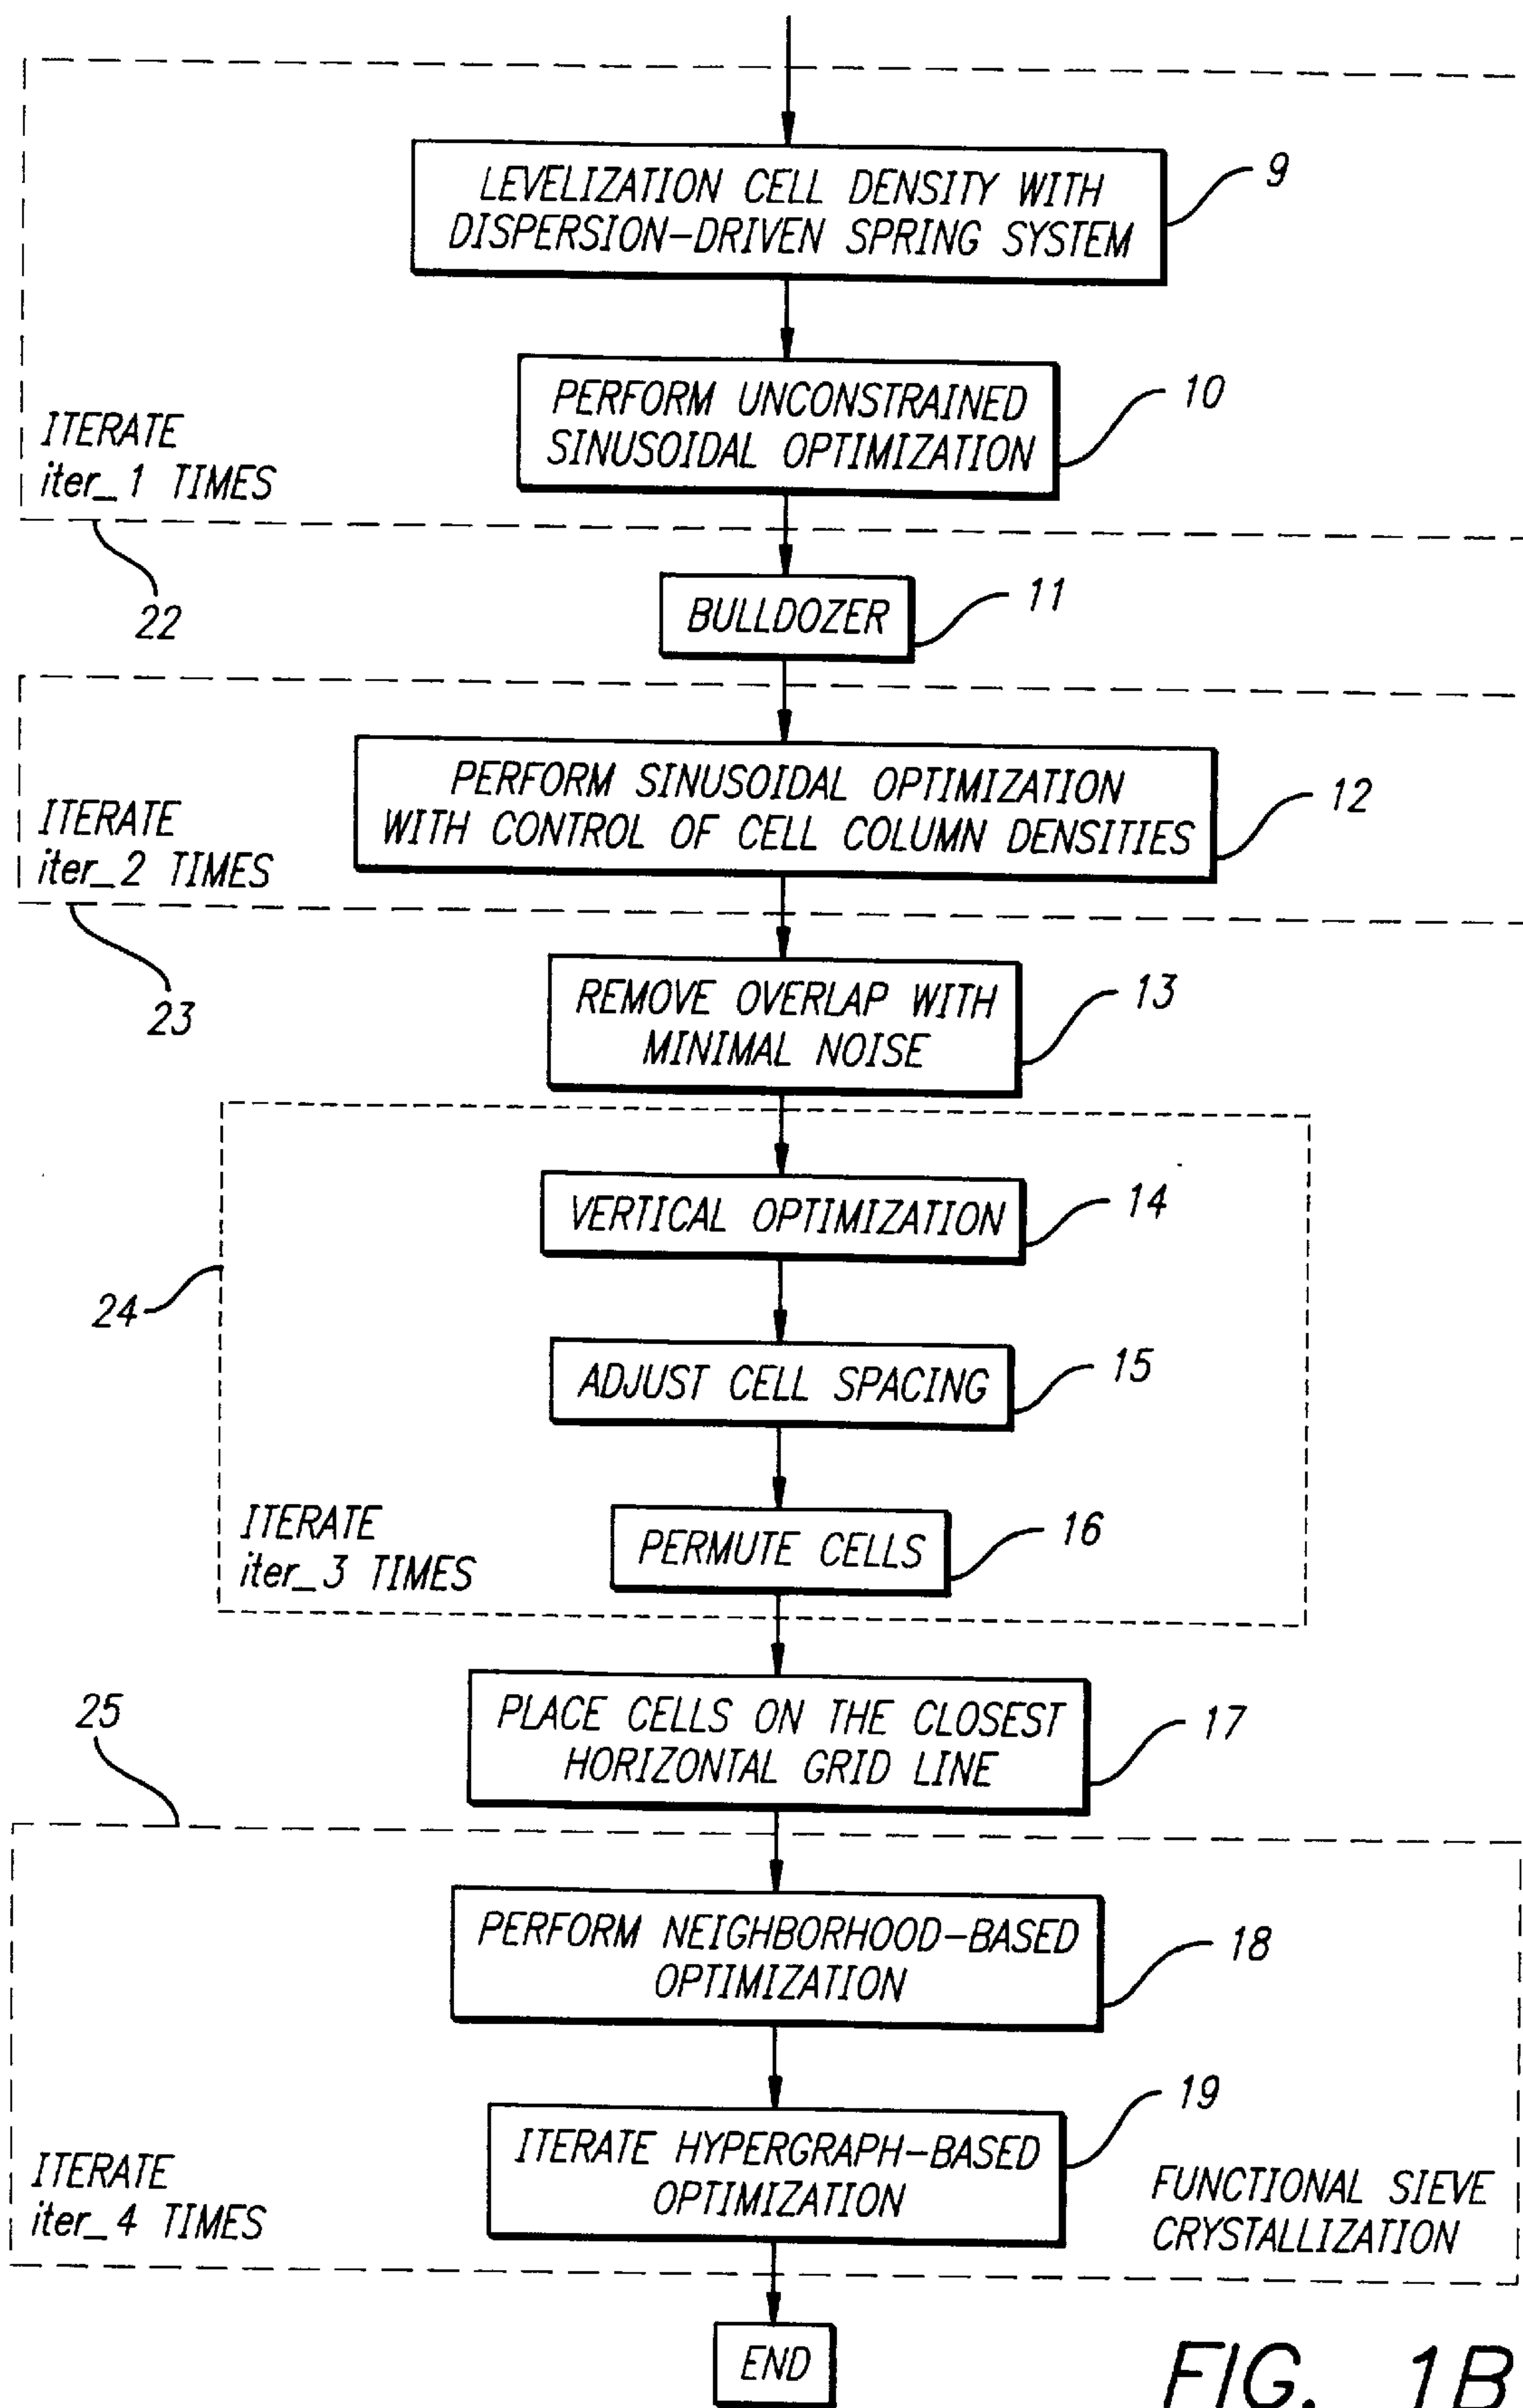 LEVELIZATION CELL DENSITY WITH
DISPERSION-DRIVEN SPRING SYSTEM
9
PERFORM UNCONSTRAINED
SINUSOIDAL OPTIMIZATION
10
ITERATE
iter_1 TIMES
22
BULLDOZER
11
PERFORM SINUSOIDAL OPTIMIZATION
WITH CONTROL OF CELL COLUMN DENSITIES
12
ITERATE
iter_2 TIMES
23
REMOVE OVERLAP WITH
MINIMAL NOISE
13
VERTICAL OPTIMIZATION
14
24
ADJUST CELL SPACING
15
PERMUTE CELLS
16
ITERATE
iter_3 TIMES
PLACE CELLS ON THE CLOSEST
HORIZONTAL GRID LINE
17
25
PERFORM NEIGHBORHOOD-BASED
OPTIMIZATION
18
ITERATE HYPERGRAPH-BASED
OPTIMIZATION
19
ITERATE
iter_4 TIMES
FUNCTIONAL SIEVE
CRYSTALLIZATION
END
FIG. 1B